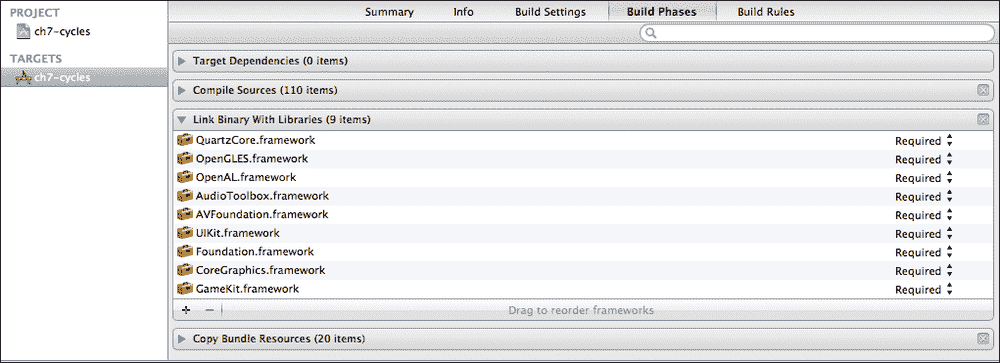 PROJECT
ch7-cycles
TARGETS
ch7-cycles
Summary Info Build Settings Build Phases Build Rules
Target Dependencies (0 items)
Compile Sources (110 items)
Link Binary With Libraries (9 items)
QuartzCore.framework Required
OpenGLES.framework Required
OpenAL.framework Required
AudioToolbox.framework Required
AVFoundation.framework Required
UIKit.framework Required
Foundation.framework Required
CoreGraphics.framework Required
GameKit.framework Required
+ − Drag to reorder frameworks
Copy Bundle Resources (20 items)